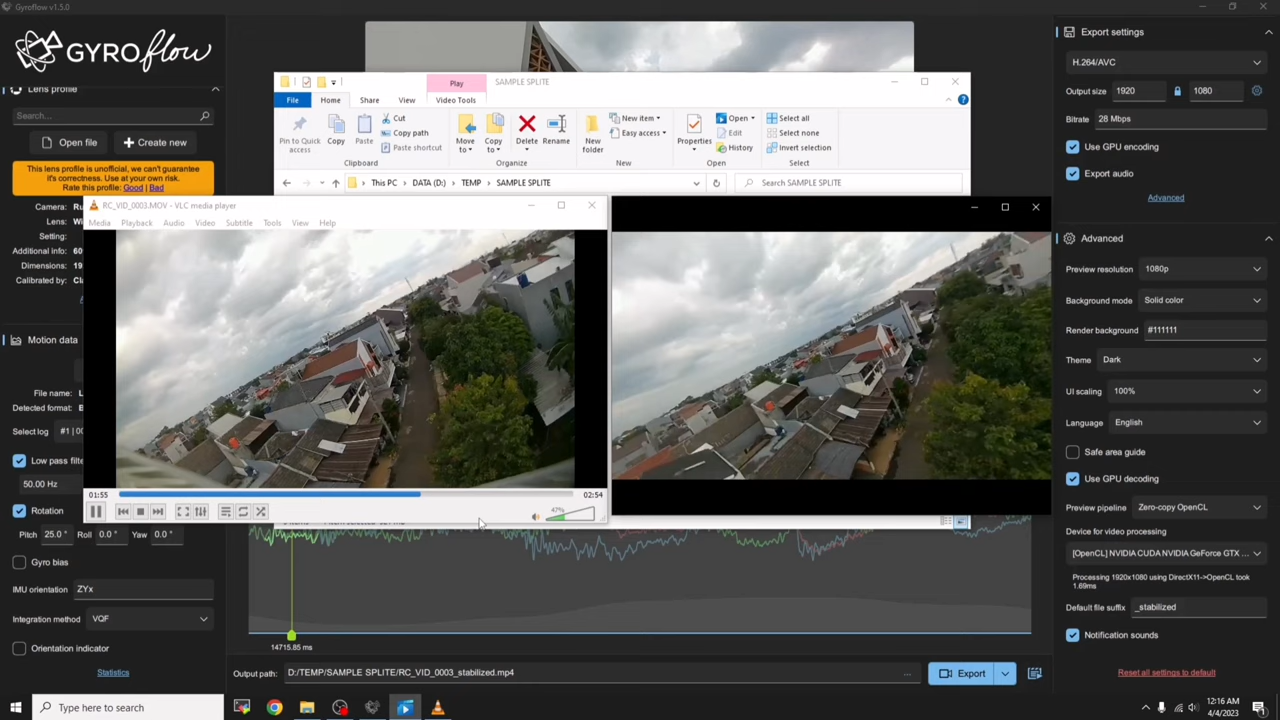 Gyroflow v1.5.0
GYROflow
Lens profile
Search...
Open file
Create new
This lens profile is unofficial, we can't guarantee
it's correctness. Use at your own risk.
Rate this profile: Good | Bad
Camera:
Lens:
Setting:
Additional info:
Dimensions:
Calibrated by:
Motion data
File name:
Detected format:
Select log
#1 |
Low pass filte
50.00 Hz
Rotation
Pitch 25.0 ° Roll 0.0 ° Yaw 0.0 °
Gyro bias
IMU orientation: ZYx
Integration method VQF
Orientation indicator
Statistics
Play
SAMPLE SPLITE
File
Home
Share
View
Video Tools
Pin to Quick
access
Copy
Paste
Cut
Copy path
Paste shortcut
Clipboard
Move
to
Copy
to
Delete
Rename
Organize
New
folder
New item
Easy access
New
Properties
Open
Edit
History
Open
Select all
Select none
Invert selection
Select
This PC
DATA (D:)
TEMP
SAMPLE SPLITE
Search SAMPLE SPLITE
RC_VID_0003.MOV - VLC media player
Media Playback Audio Video Subtitle Tools View Help
01:55
02:54
47%
14715.85 ms
Output path: D:/TEMP/SAMPLE SPLITE/RC_VID_0003_stabilized.mp4
...
Export
Export settings
H.264/AVC
Output size 1920 1080
Bitrate 28 Mbps
Use GPU encoding
Export audio
Advanced
Advanced
Preview resolution 1080p
Background mode Solid color
Render background #111111
Theme Dark
UI scaling 100%
Language English
Safe area guide
Use GPU decoding
Preview pipeline Zero-copy OpenCL
Device for video processing
[OpenCL] NVIDIA CUDA NVIDIA GeForce GTX ...
Processing 1920x1080 using DirectX11->OpenCL took
1.69ms
Default file suffix _stabilized
Notification sounds
Reset all settings to default
Type here to search
12:16 AM
4/4/2023
1